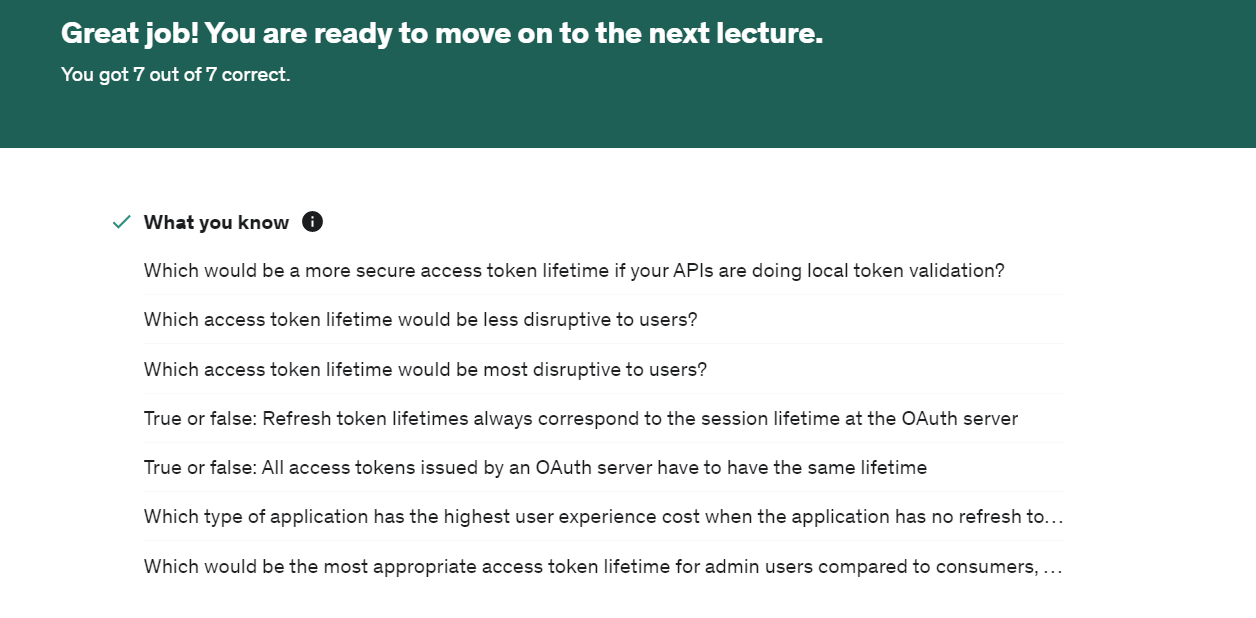 Great job! You are ready to move on to the next lecture.
You got 7 out of 7 correct.
What you know
Which would be a more secure access token lifetime if your APIs are doing local token validation?
Which access token lifetime would be less disruptive to users?
Which access token lifetime would be most disruptive to users?
True or false: Refresh token lifetimes always correspond to the session lifetime at the OAuth server
True or false: All access tokens issued by an OAuth server have to have the same lifetime
Which type of application has the highest user experience cost when the application has no refresh to...
Which would be the most appropriate access token lifetime for admin users compared to consumers, ...